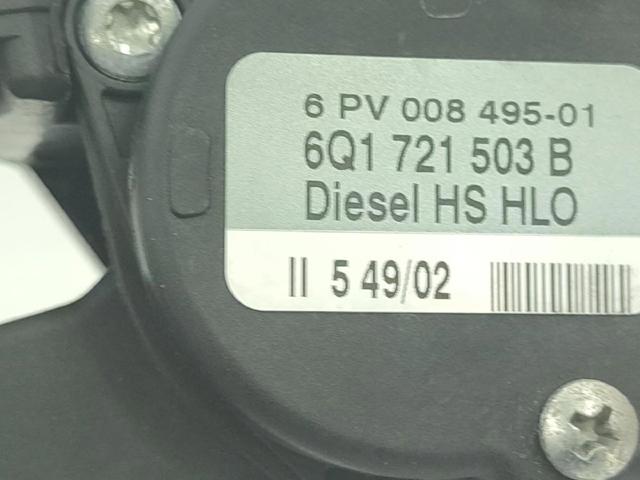 6 PV 008 495-01
6Q1 721 503 B
Diesel HS HLO
II 5 49/02